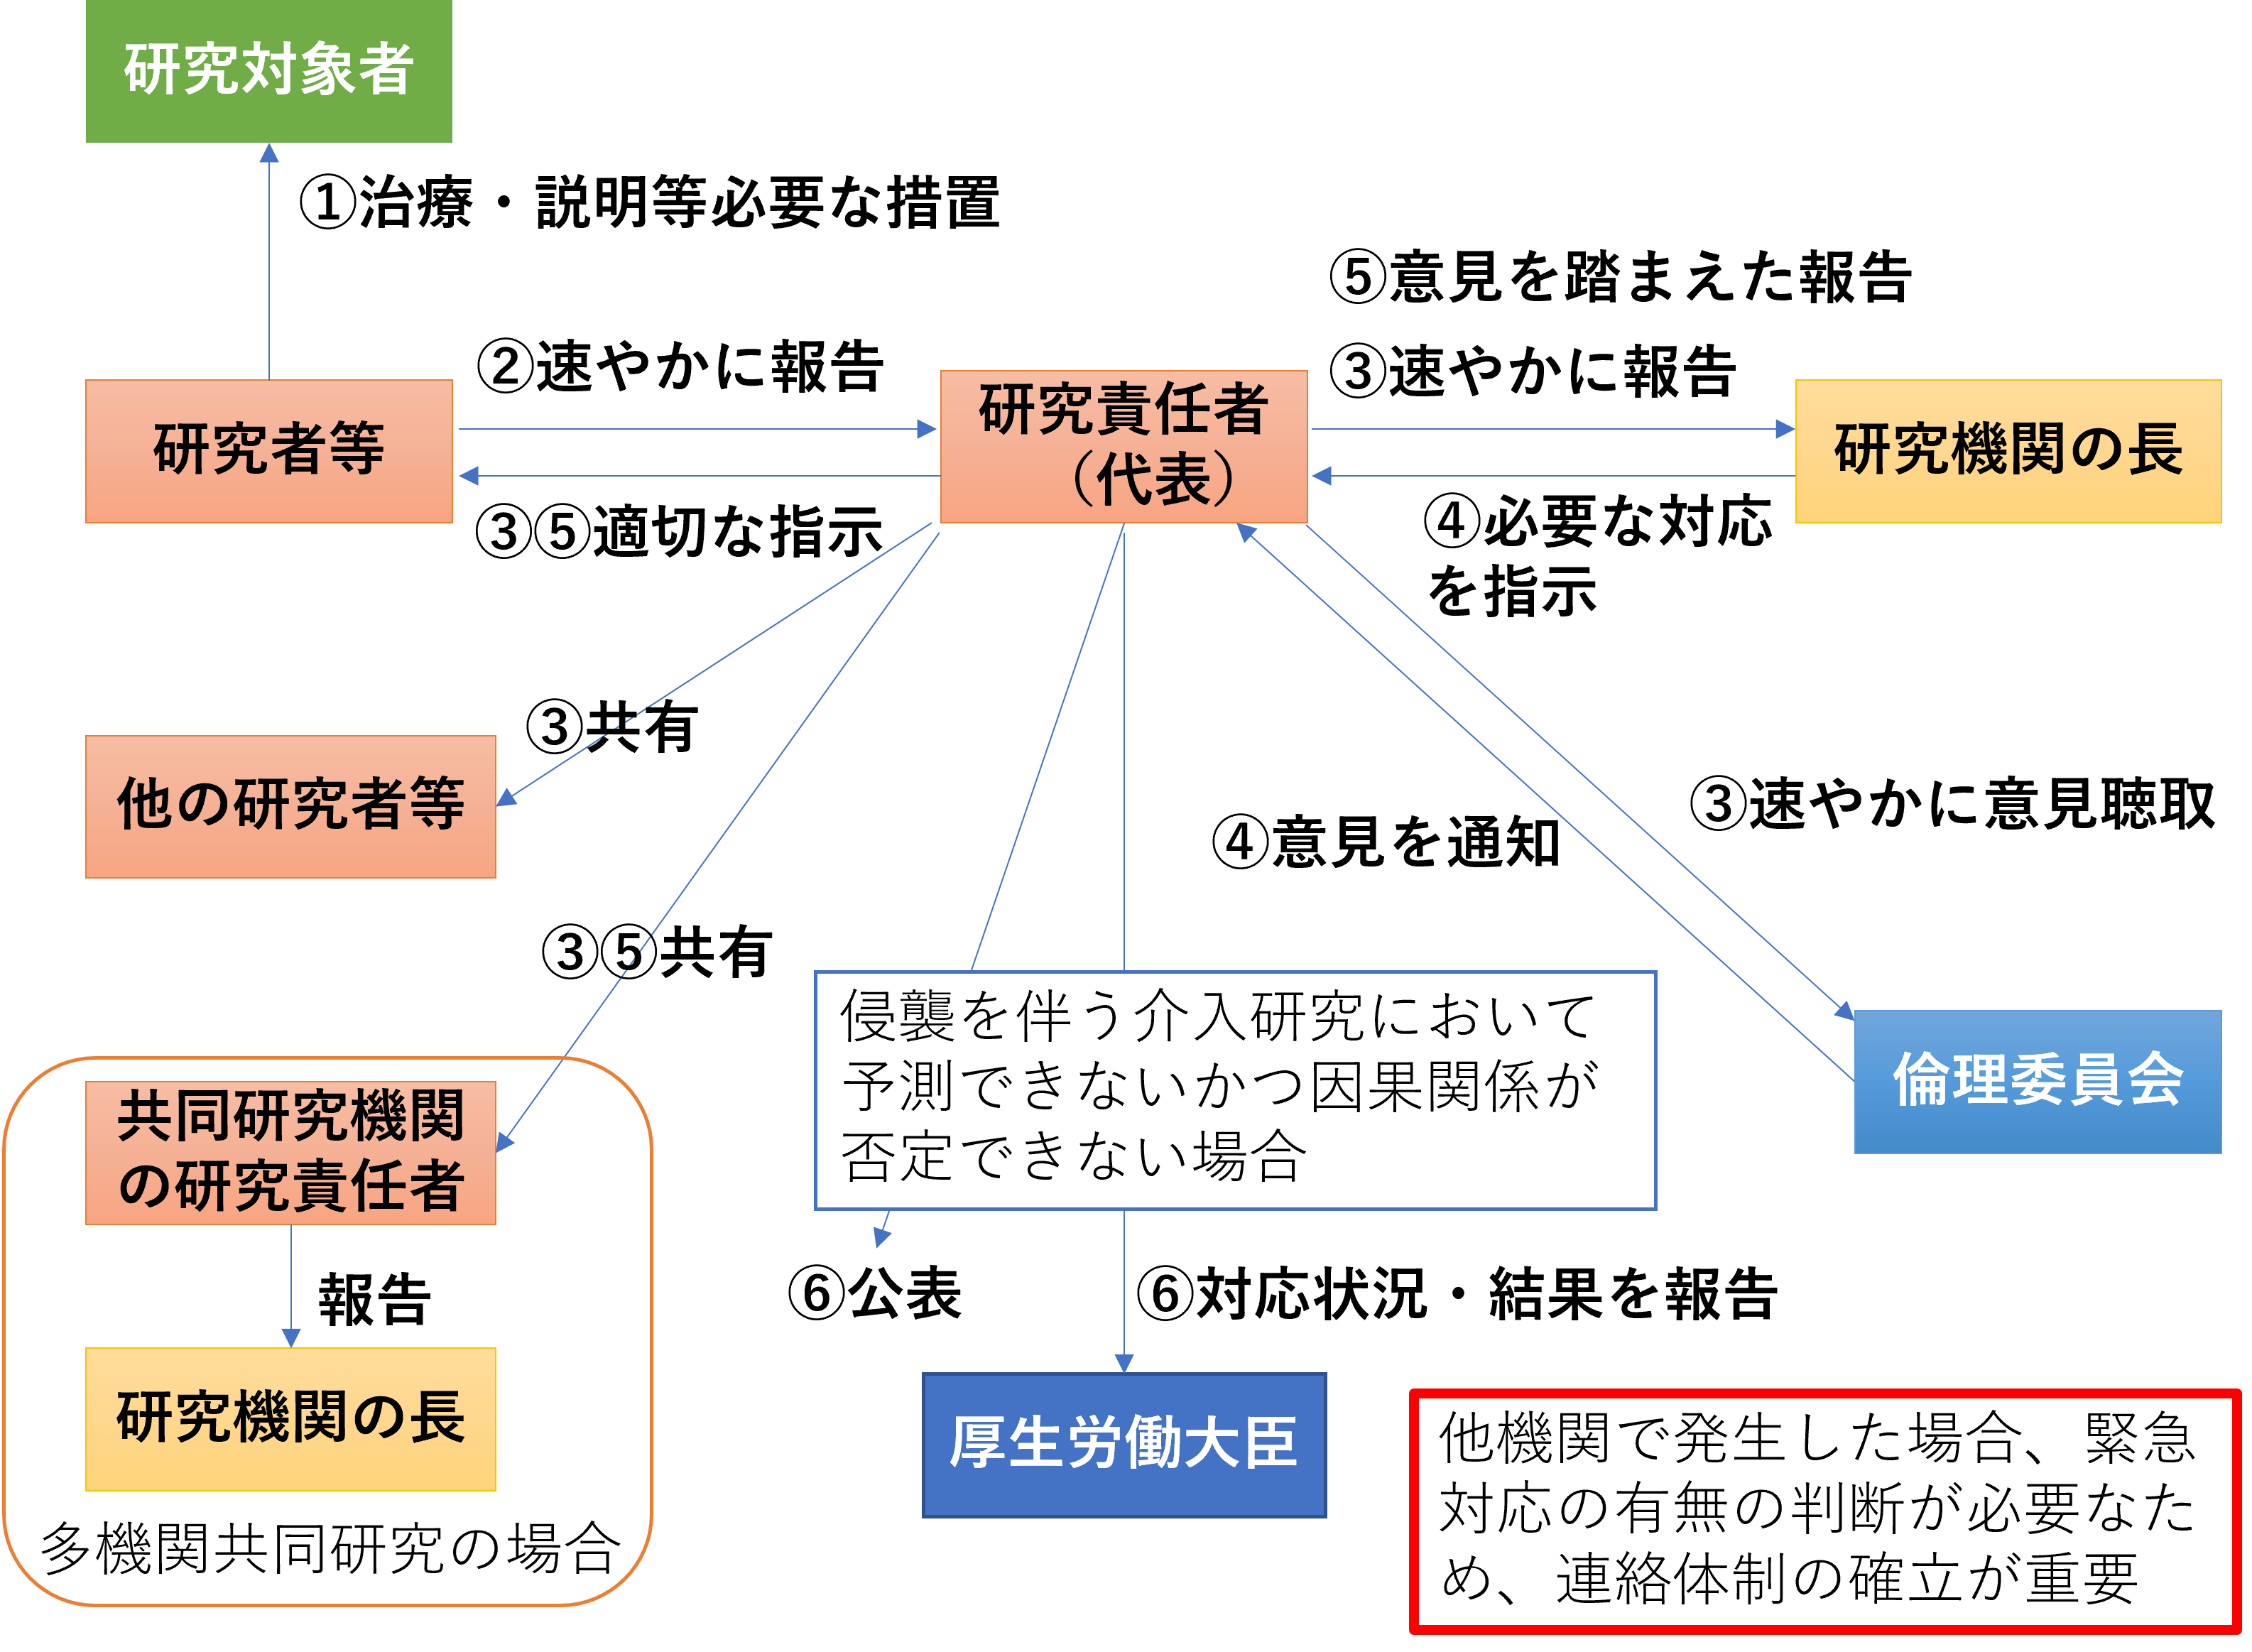 研究対象者
①治療・説明等必要な措置
⑤意見を踏まえた報告
②速やかに報告
③速やかに報告
研究者等
研究責任者
（代表）
研究機関の長
③⑤適切な指示
④必要な対応
を指示
③共有
他の研究者等
③速やかに意見聴取
④意見を通知
③⑤共有
侵襲を伴う介入研究において
予測できないかつ因果関係が
否定できない場合
倫理委員会
共同研究機関
の研究責任者
報告
⑥公表
⑥対応状況・結果を報告
研究機関の長
厚生労働大臣
多機関共同研究の場合
他機関で発生した場合、緊急
対応の有無の判断が必要なた
め、連絡体制の確立が重要